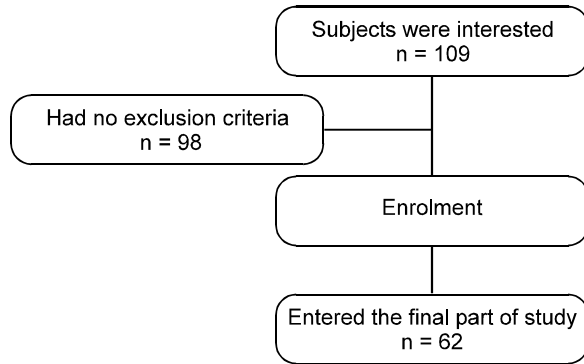 Subjects were interested
n = 109
Had no exclusion criteria
n = 98
Enrolment
Entered the final part of study
n = 62